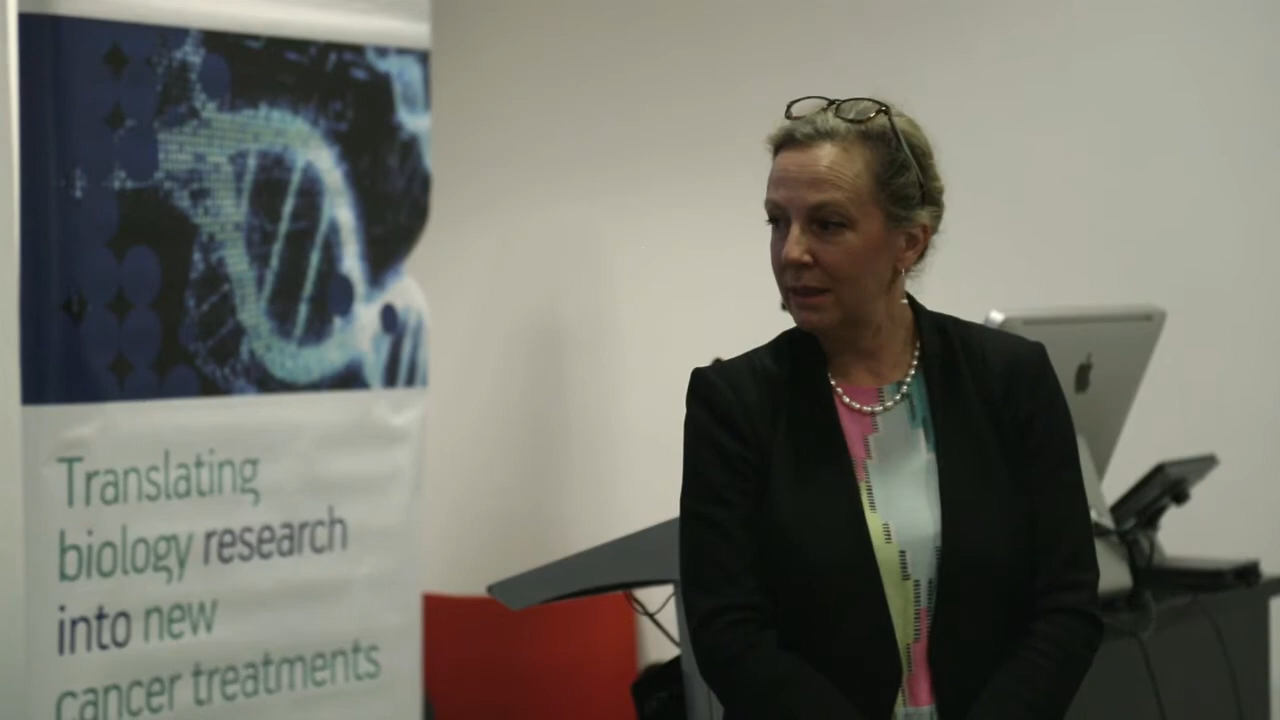 Translating
biology research
into new
cancer treatments